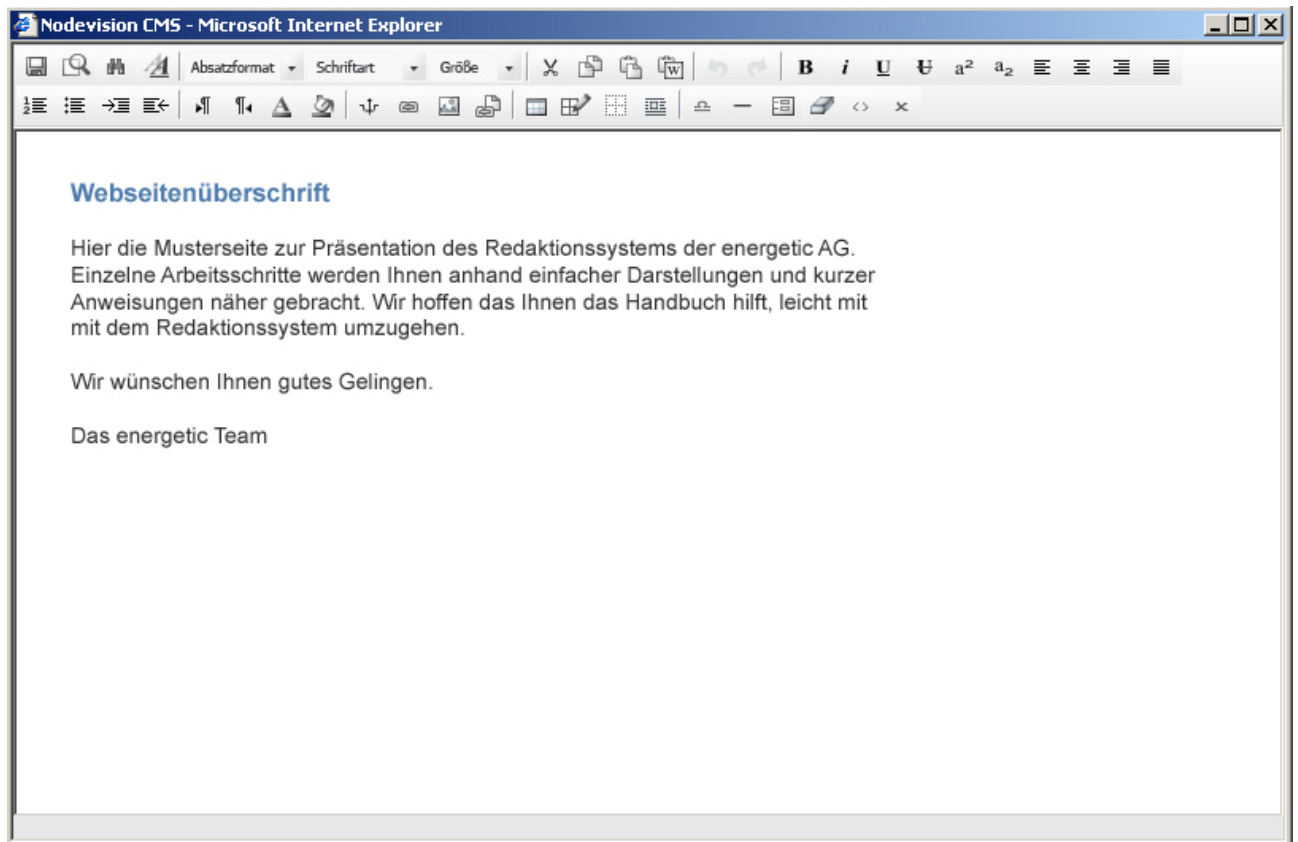 Nodevision CMS - Microsoft Internet Explorer
Absatzformat Schriftart Größe W B i U U a² a₂
Webseitenüberschrift
Hier die Musterseite zur Präsentation des Redaktionssystems der energetic AG.
Einzelne Arbeitsschritte werden Ihnen anhand einfacher Darstellungen und kurzer
Anweisungen näher gebracht. Wir hoffen das Ihnen das Handbuch hilft, leicht mit
mit dem Redaktionssystem umzugehen.
Wir wünschen Ihnen gutes Gelingen.
Das energetic Team